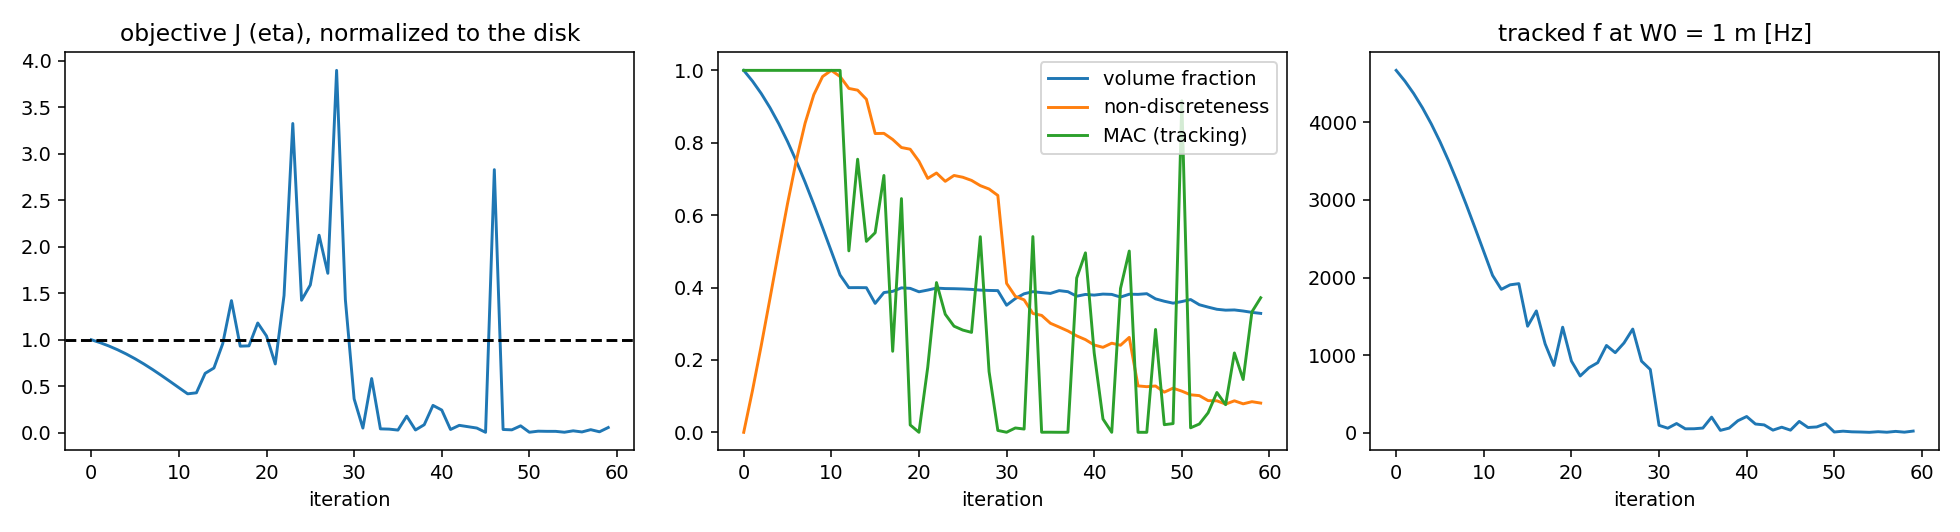 objective J (eta), normalized to the disk
4.0
3.5
3.0
2.5
2.0
1.5
1.0
0.5
0.0
0 10 20 30 40 50 60
iteration
1.0
0.8
0.6
0.4
0.2
0.0
volume fraction
non-discreteness
MAC (tracking)
0 10 20 30 40 50 60
iteration
tracked f at W0 = 1 m [Hz]
4000
3000
2000
1000
0
0 10 20 30 40 50 60
iteration